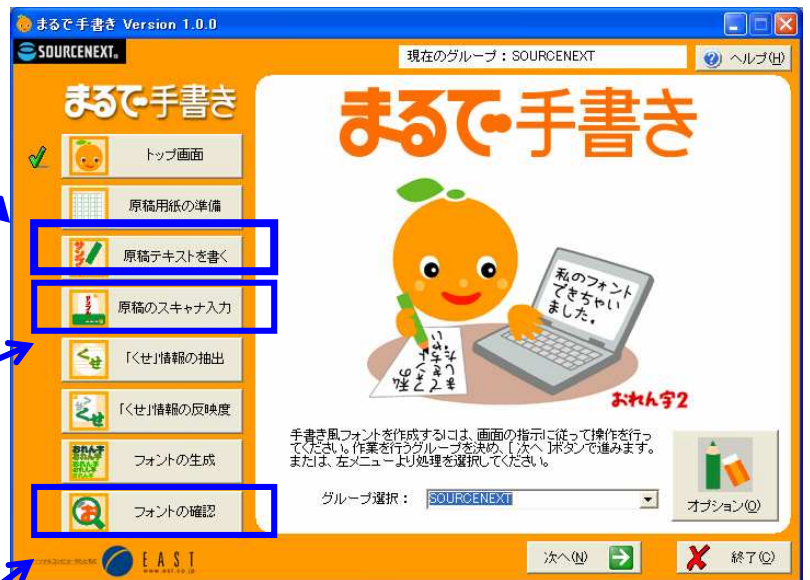 まるで手書き Version 1.0.0
SOURCENEXT®
現在のグループ：SOURCENEXT
ヘルプ(H)
まるで手書き
トップ画面
原稿用紙の準備
原稿テキストを書く
原稿のスキャナ入力
「くせ」情報の抽出
「くせ」情報の反映度
フォントの生成
フォントの確認
EAST
www.est.co.jp
まるで手書き
私のフォント
できちゃい
ました。
おれん字2
手書き風フォントを作成するには、画面の指示に従って操作を行っ
てください。作業を行うグループを決め、[次へ]ボタンで進みます。
または、左メニューより処理を選択してください。
グループ選択：
SOURCENEXT
オプション(O)
次へ(N)
終了(C)